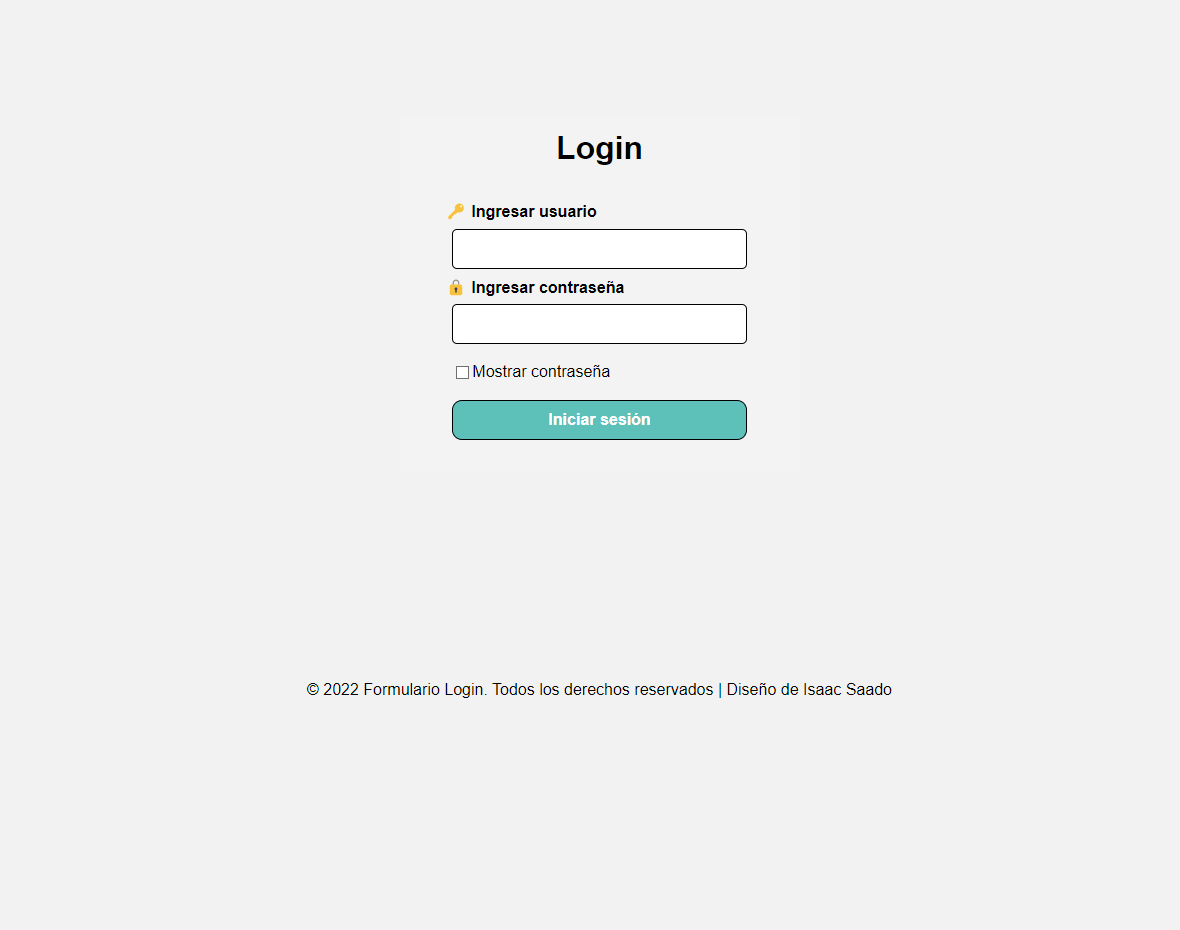 Login
🔑 Ingresar usuario
🔒 Ingresar contraseña
Mostrar contraseña
Iniciar sesión
© 2022 Formulario Login. Todos los derechos reservados | Diseño de Isaac Saado